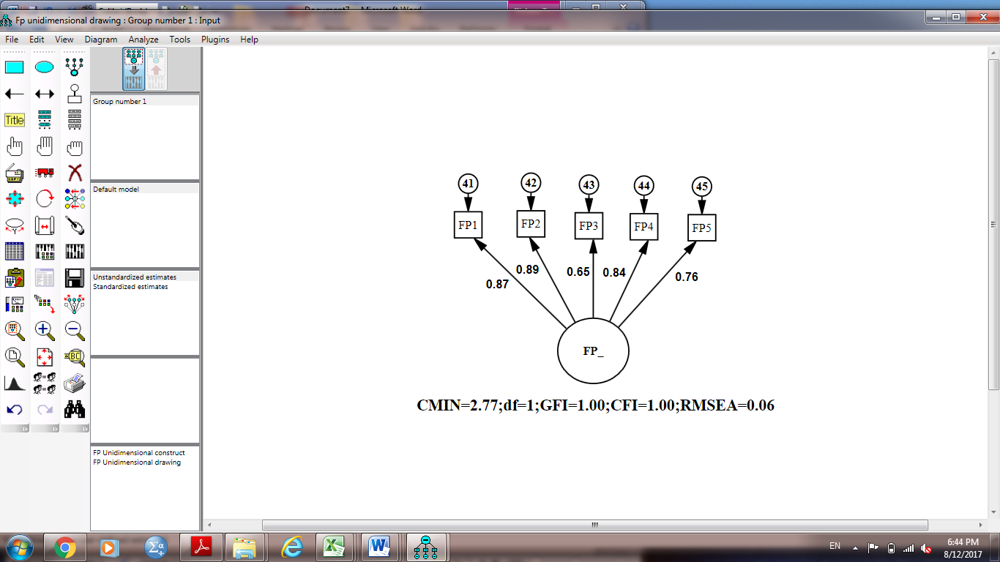 Document7 - Microsoft Word
Fp unidimensional drawing : Group number 1 : Input
File Edit View Diagram Analyze Tools Plugins Help
Title
Group number 1
Default model
Unstandardized estimates
Standardized estimates
FP Unidimensional construct
FP Unidimensional drawing
41 42 43 44 45
FP1 FP2 FP3 FP4 FP5
0.87 0.89 0.65 0.84 0.76
FP_
CMIN=2.77;df=1;GFI=1.00;CFI=1.00;RMSEA=0.06
EN
6:44 PM
8/12/2017